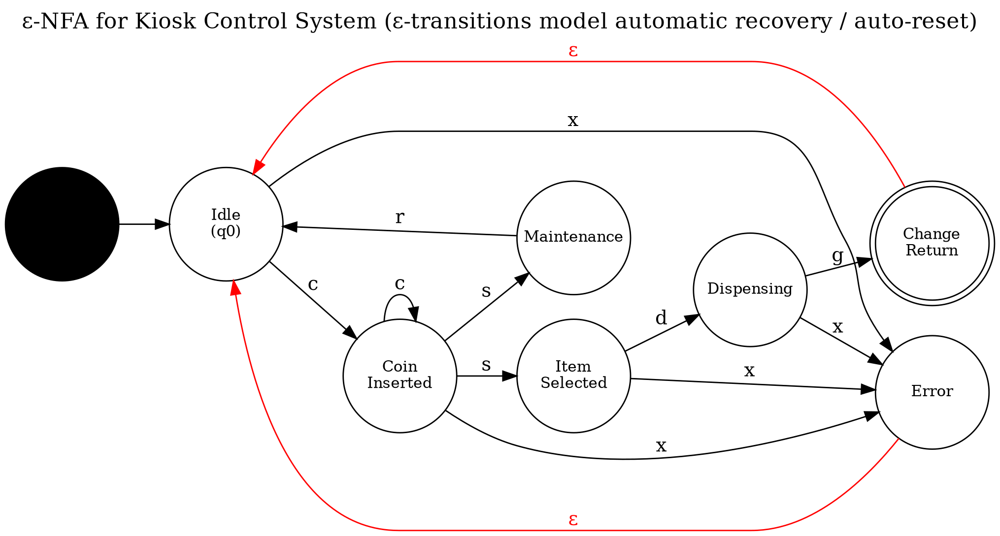 ε-NFA for Kiosk Control System (ε-transitions model automatic recovery / auto-reset)
ε
x
Idle
(q0)
r
Maintenance
Change
Return
c
c
s
Dispensing
g
d
x
Coin
Inserted
s
Item
Selected
x
Error
x
ε